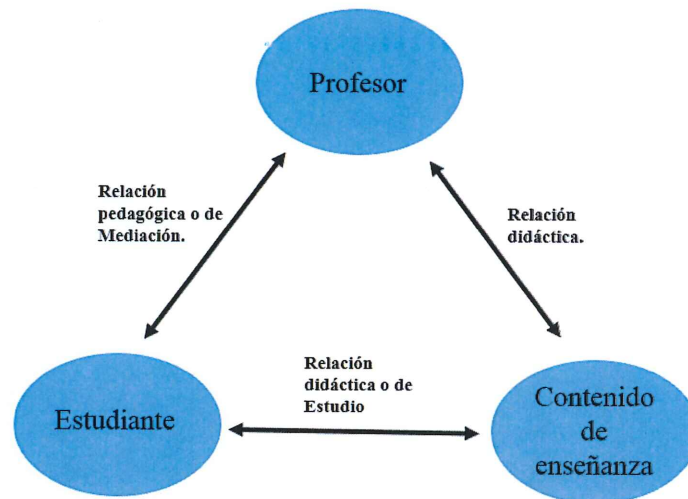 Profesor
Relación
pedagógica o de
Mediación.
Relación
didáctica.
Relación
didáctica o de
Estudio
Estudiante
Contenido
de
enseñanza